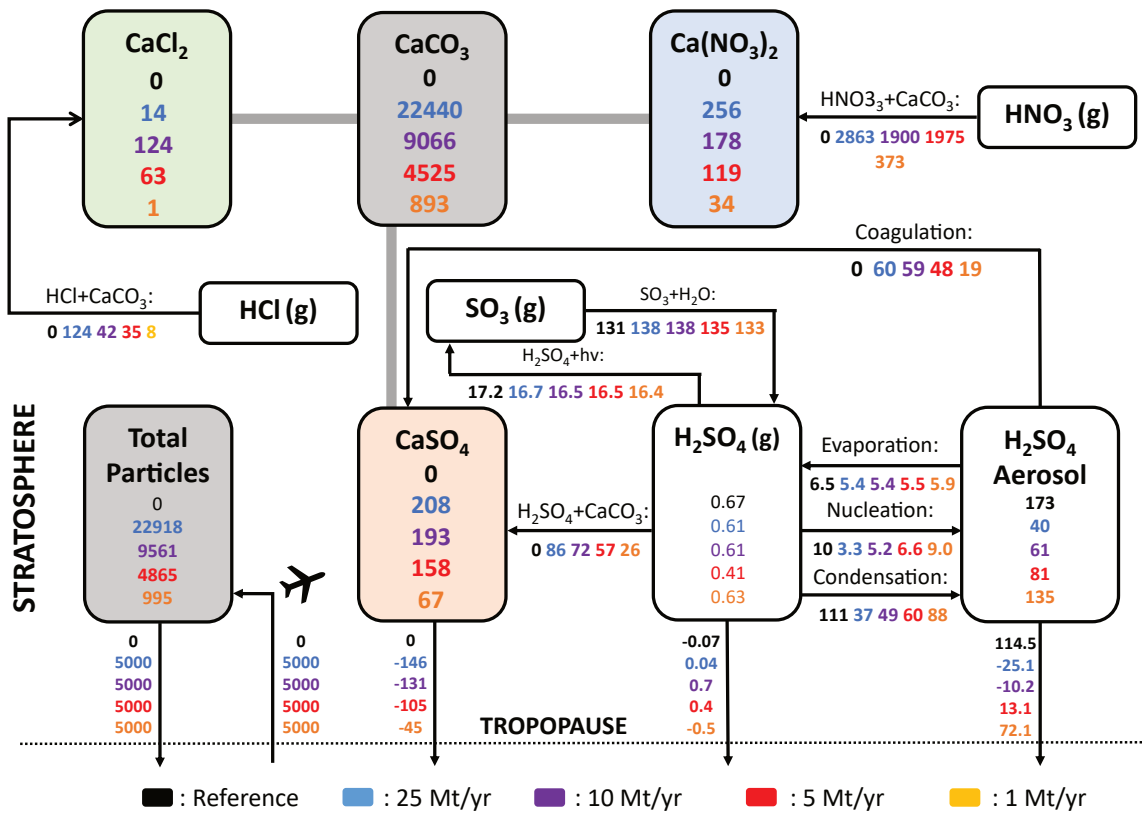 CaCl₂
0
14
124
63
1
CaCO₃
0
22440
9066
4525
893
Ca(NO₃)₂
0
256
178
119
34
HNO3₃+CaCO₃:
0 2863 1900 1975
373
HNO₃ (g)
Coagulation:
0 60 59 48 19
HCl+CaCO₃:
0 124 42 35 8
HCl (g)
SO₃ (g)
SO₃+H₂O:
131 138 138 135 133
H₂SO₄+hv:
17.2 16.7 16.5 16.5 16.4
STRATOSPHERE
Total
Particles
0
22918
9561
4865
995
CaSO₄
0
208
193
158
67
H₂SO₄+CaCO₃:
0 86 72 57 26
H₂SO₄ (g)
0.67
0.61
0.61
0.41
0.63
Evaporation:
6.5 5.4 5.4 5.5 5.9
Nucleation:
10 3.3 5.2 6.6 9.0
Condensation:
111 37 49 60 88
H₂SO₄
Aerosol
173
40
61
81
135
0
5000
5000
5000
5000
0
5000
5000
5000
5000
0
-146
-131
-105
-45
-0.07
0.04
0.7
0.4
-0.5
114.5
-25.1
-10.2
13.1
72.1
TROPOPAUSE
: Reference : 25 Mt/yr : 10 Mt/yr : 5 Mt/yr : 1 Mt/yr